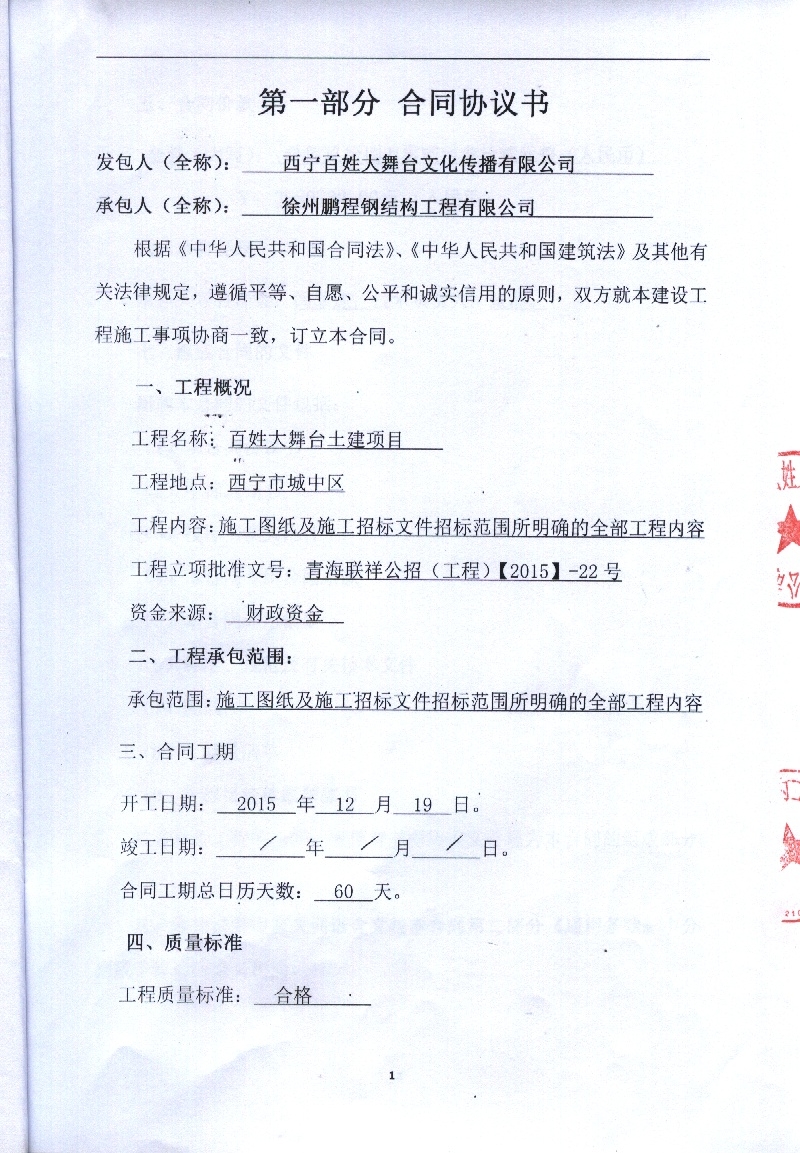 第一部分 合同协议书
发包人（全称）： 西宁百姓大舞台文化传播有限公司
承包人（全称）： 徐州鹏程钢结构工程有限公司
根据《中华人民共和国合同法》、《中华人民共和国建筑法》及其他有
关法律规定，遵循平等、自愿、公平和诚实信用的原则，双方就本建设工
程施工事项协商一致，订立本合同。
一、工程概况
工程名称：百姓大舞台土建项目
工程地点：西宁市城中区
工程内容：施工图纸及施工招标文件招标范围所明确的全部工程内容
工程立项批准文号：青海联祥公招（工程）【2015】-22号
资金来源： 财政资金
二、工程承包范围：
承包范围：施工图纸及施工招标文件招标范围所明确的全部工程内容
三、合同工期
开工日期： 2015 年 12 月 19 日。
竣工日期： / 年 / 月 / 日。
合同工期总日历天数： 60 天。
四、质量标准
工程质量标准： 合格
1